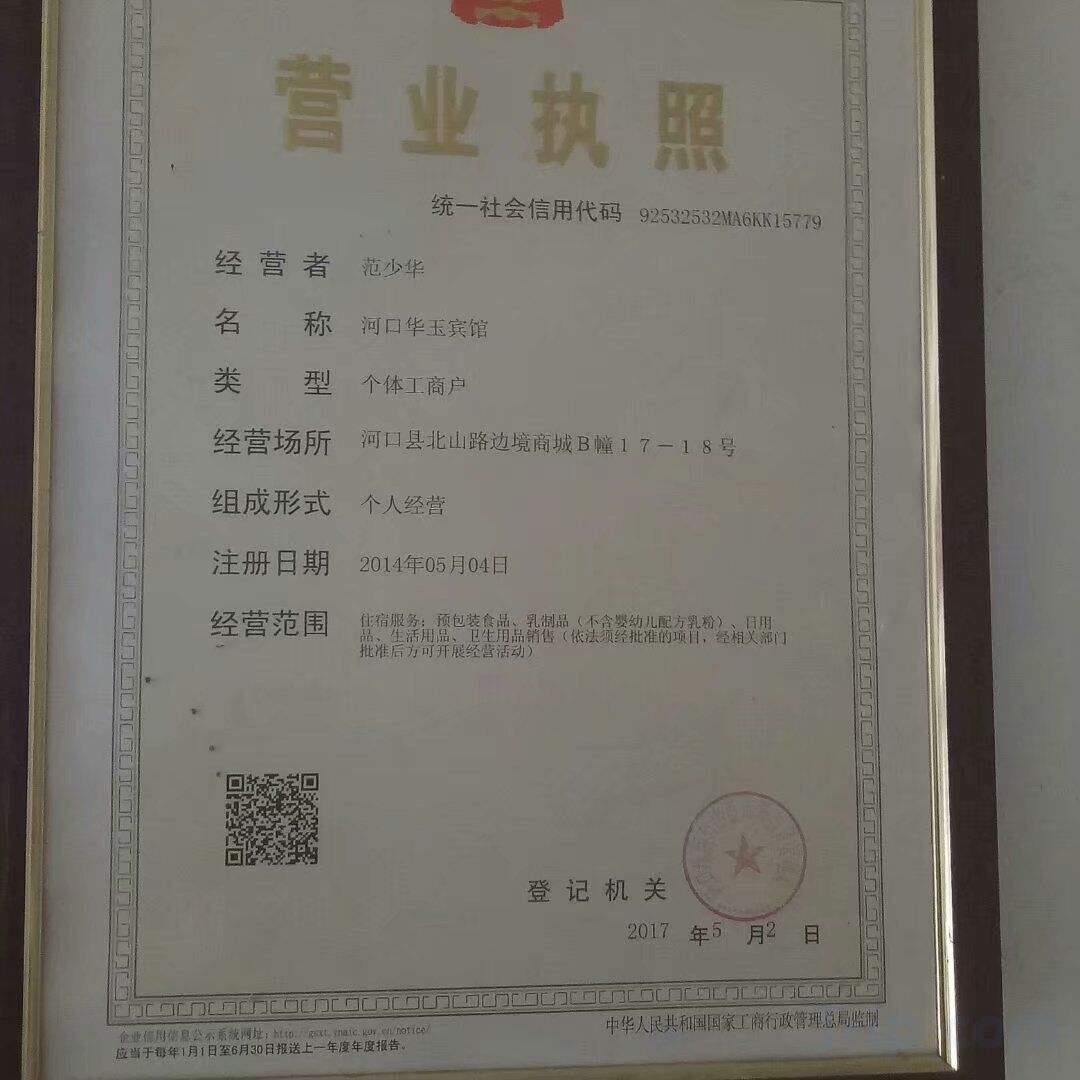 营业执照
统一社会信用代码 92532532MA6KK15779
经营者 范少华
名称 河口华玉宾馆
类型 个体工商户
经营场所 河口县北山路边境商城B幢17-18号
组成形式 个人经营
注册日期 2014年05月04日
经营范围 住宿服务；预包装食品、乳制品（不含婴幼儿配方乳粉）、日用
品、生活用品、卫生用品销售（依法须经批准的项目，经相关部门
批准后方可开展经营活动）
登记机关
2017 年5 月2 日
企业信用信息公示系统网址：http://gsxt.ynaic.gov.cn/notice/
应当于每年1月1日至6月30日报送上一年度年度报告。
中华人民共和国国家工商行政管理总局监制